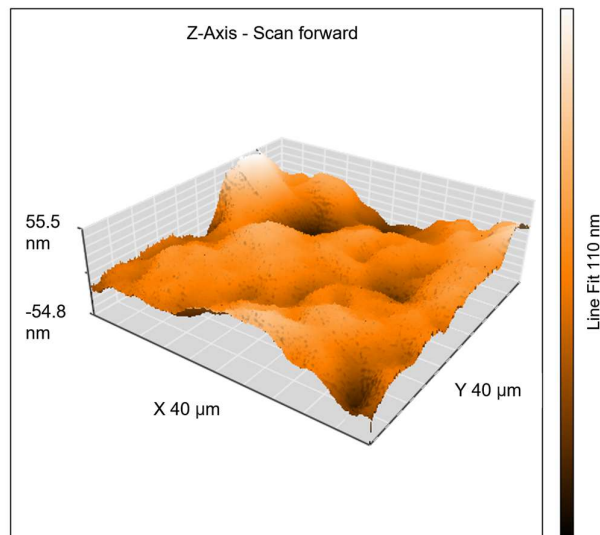 Z-Axis - Scan forward
55.5
nm
-54.8
nm
X 40 µm
Y 40 µm
Line Fit 110 nm